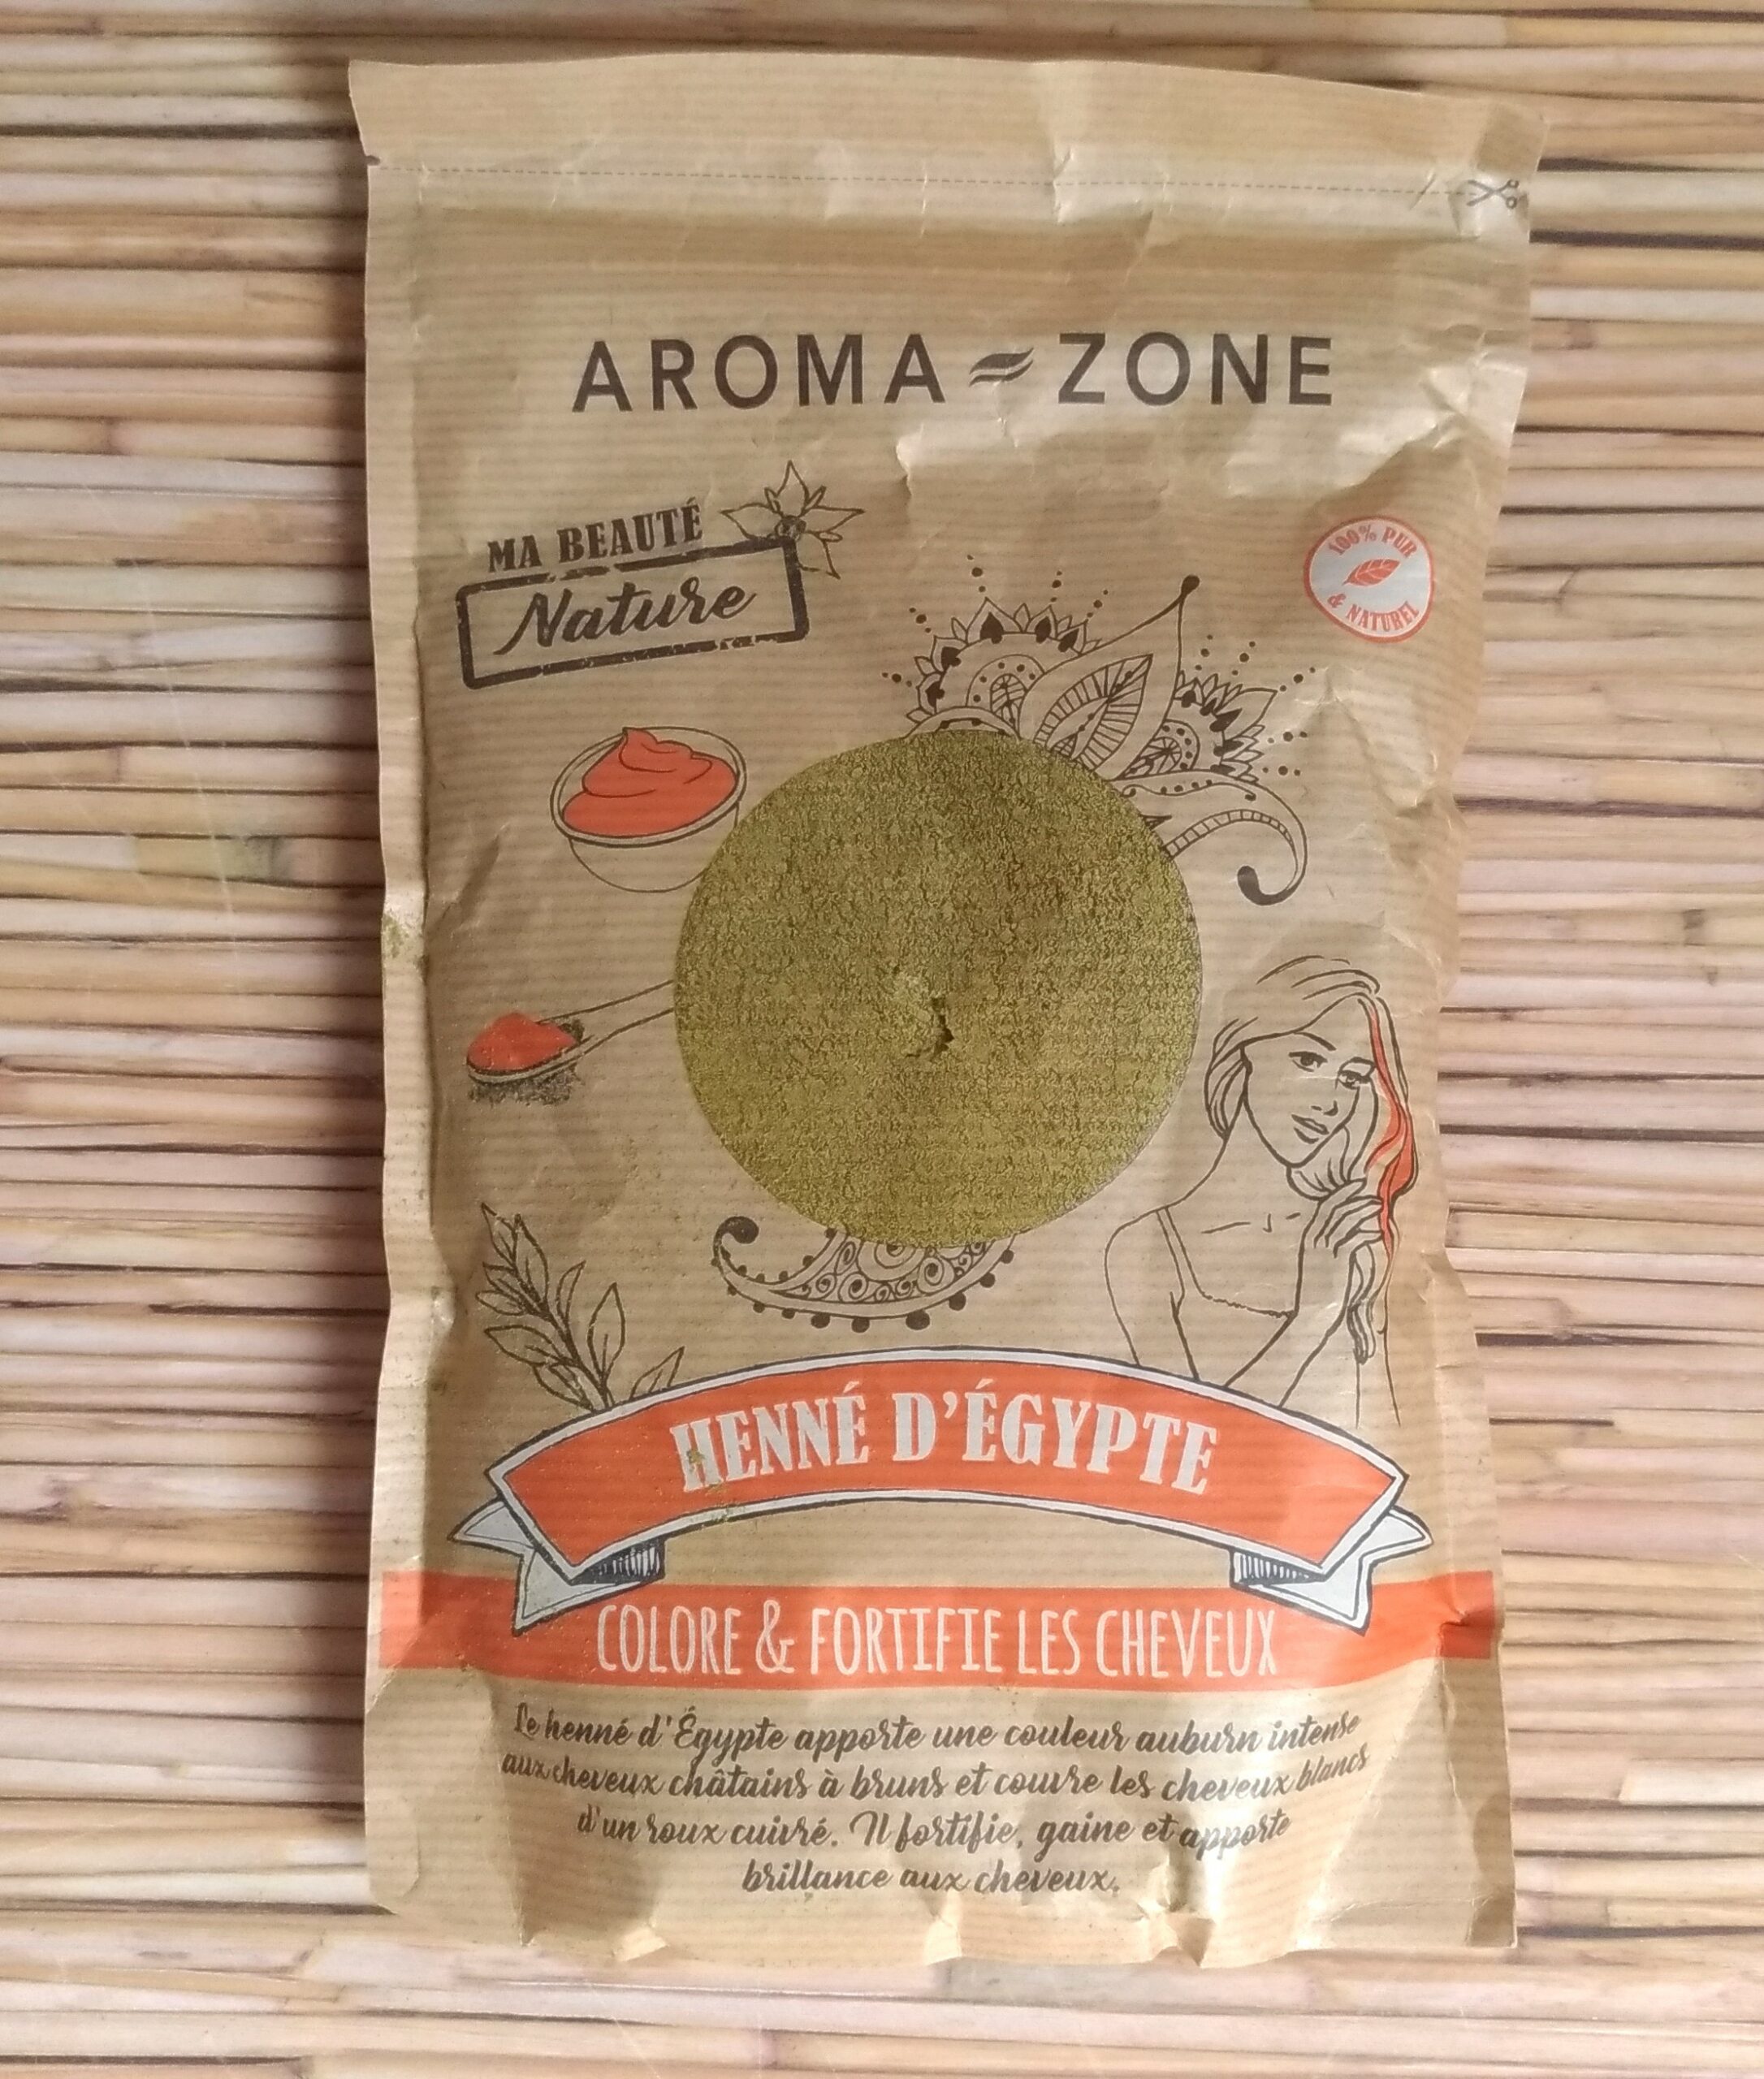 AROMA ZONE
MA BEAUTÉ
Nature
100% PUR
& NATUREL
HENNÉ D'ÉGYPTE
COLORE & FORTIFIE LES CHEVEUX
Le henné d'Égypte apporte une couleur auburn intense
aux cheveux châtains à bruns et couvre les cheveux blancs
d'un roux cuivré. Il fortifie, gaine et apporte
brillance aux cheveux.